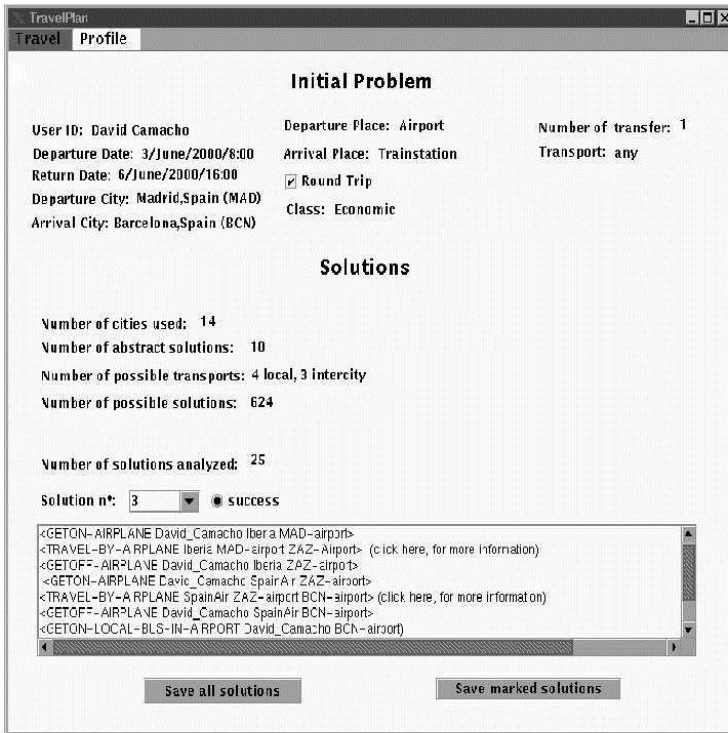 TravelPlan
Travel Profile
Initial Problem
User ID: David Camacho
Departure Date: 3/June/2000/8:00
Return Date: 6/June/2000/16:00
Departure City: Madrid,Spain (MAD)
Arrival City: Barcelona,Spain (BCN)
Departure Place: Airport
Arrival Place: Trainstation
Round Trip
Class: Economic
Number of transfer: 1
Transport: any
Solutions
Number of cities used: 14
Number of abstract solutions: 10
Number of possible transports: 4 local, 3 intercity
Number of possible solutions: 624
Number of solutions analyzed: 25
Solution nº: 3 success
<GETON-AIRPLANE David_Camacho Iberia MAD-airport>
<TRAVEL-BY-AIRPLANE Iberia MAD-airport ZAZ-Airport> (click here, for more information)
<GETOFF-AIRPLANE David_Camacho Iberia ZAZ-airport>
<GETON-AIRPLANE David_Camacho SpainAir ZAZ-airport>
<TRAVEL-BY-AIRPLANE SpainAir ZAZ-airport BCN-airport> (click here, for more information)
<GETOFF-AIRPLANE David_Camacho SpainAir BCN-airport>
<GETON-LOCAL-BUS-IN-AIRPORT David_Camacho BCN-airport)
Save all solutions
Save marked solutions